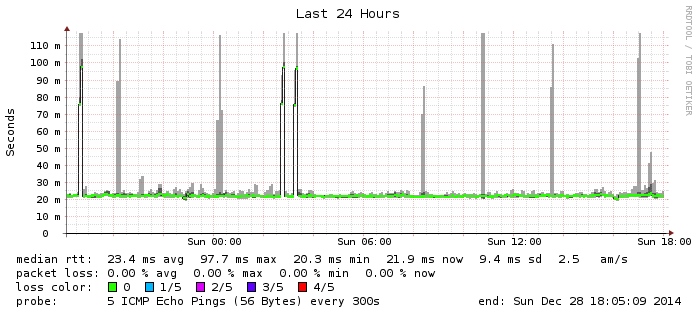 Last 24 Hours
RRDTOOL / TOBI OETIKER
Seconds
110 m
100 m
90 m
80 m
70 m
60 m
50 m
40 m
30 m
20 m
10 m
0
Sun 00:00 Sun 06:00 Sun 12:00 Sun 18:00
median rtt: 23.4 ms avg 97.7 ms max 20.3 ms min 21.9 ms now 9.4 ms sd 2.5 am/s
packet loss: 0.00 % avg 0.00 % max 0.00 % min 0.00 % now
loss color: 0 1/5 2/5 3/5 4/5
probe: 5 ICMP Echo Pings (56 Bytes) every 300s end: Sun Dec 28 18:05:09 2014